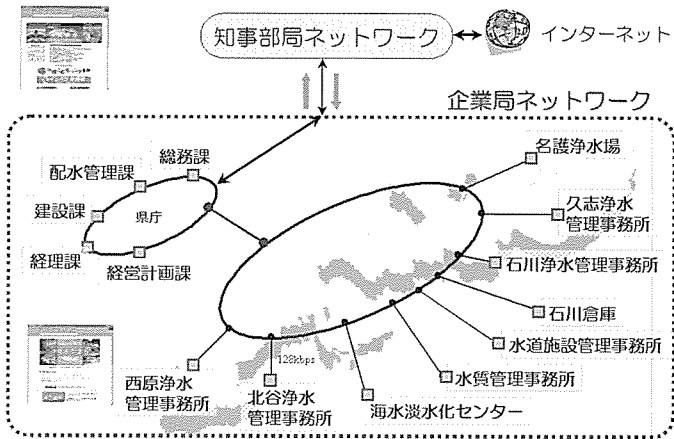 知事部局ネットワーク
インターネット
企業局ネットワーク
総務課
配水管理課
建設課
県庁
経理課
経営計画課
名護浄水場
久志浄水
管理事務所
石川浄水管理事務所
石川倉庫
水道施設管理事務所
水質管理事務所
海水淡水化センター
128kbps
北谷浄水
管理事務所
西原浄水
管理事務所